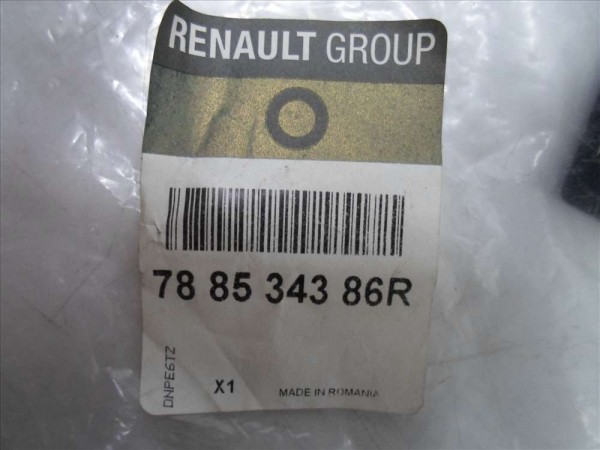 RENAULT GROUP
78 85 343 86R
DNPE6TZ
X1
MADE IN ROMANIA